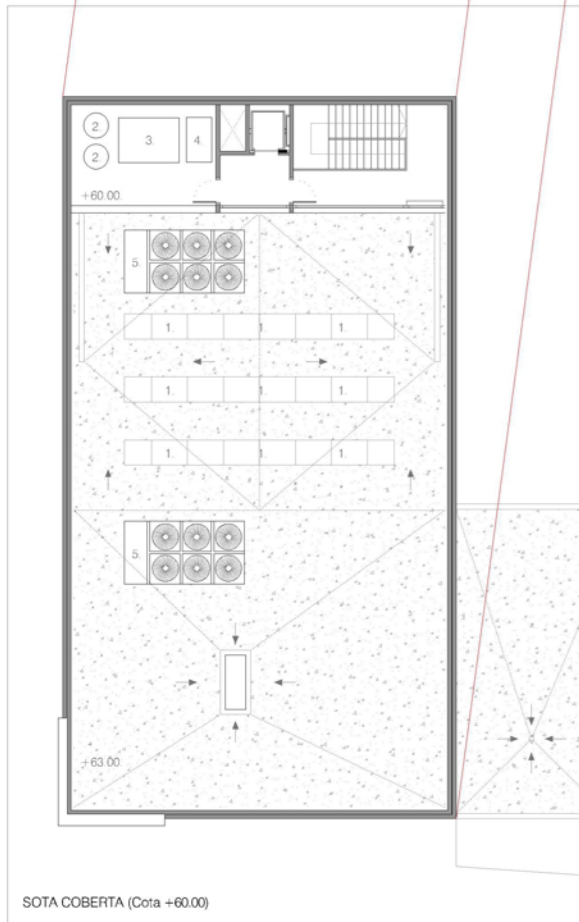 2.
3.
4.
2.
+60.00.
5.
1. 1. 1.
1. 1. 1.
1. 1. 1.
5.
+63.00.
SOTA COBERTA (Cota +60.00)